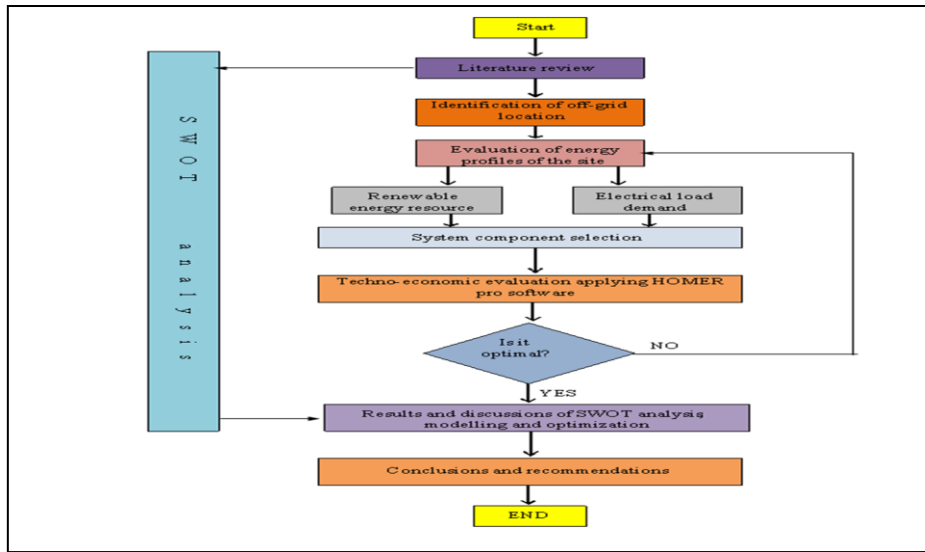 Start
Literature review
Identification of off-grid
location
Evaluation of energy
profiles of the site
Renewable
energy resource
Electrical load
demand
System component selection
Techno-economic evaluation applying HOMER
pro software
Is it
optimal?
NO
YES
Results and discussions of SWOT analysis,
modelling and optimization
Conclusions and recommendations
END
SWOT analysis